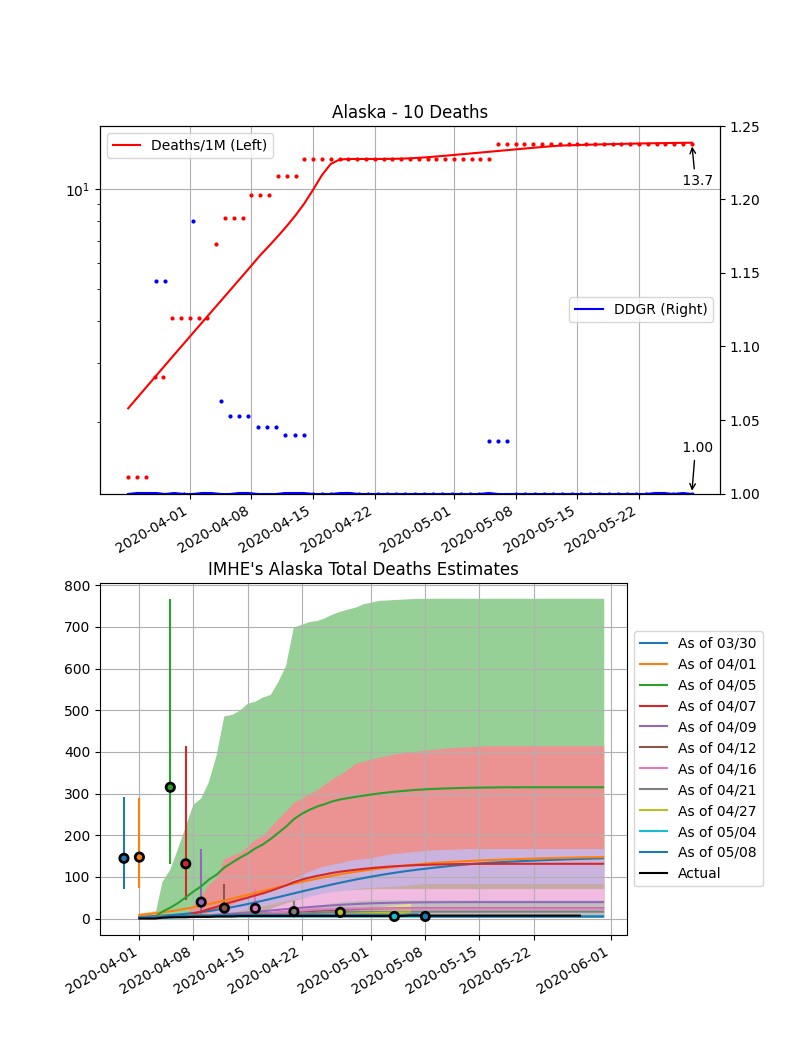 Alaska - 10 Deaths
Deaths/1M (Left)
10^1
1.25
1.20
1.15
1.10
1.05
1.00
13.7
DDGR (Right)
1.00
2020-04-01
2020-04-08
2020-04-15
2020-04-22
2020-05-01
2020-05-08
2020-05-15
2020-05-22
IMHE's Alaska Total Deaths Estimates
800
700
600
500
400
300
200
100
0
As of 03/30
As of 04/01
As of 04/05
As of 04/07
As of 04/09
As of 04/12
As of 04/16
As of 04/21
As of 04/27
As of 05/04
As of 05/08
Actual
2020-04-01
2020-04-08
2020-04-15
2020-04-22
2020-05-01
2020-05-08
2020-05-15
2020-05-22
2020-06-01